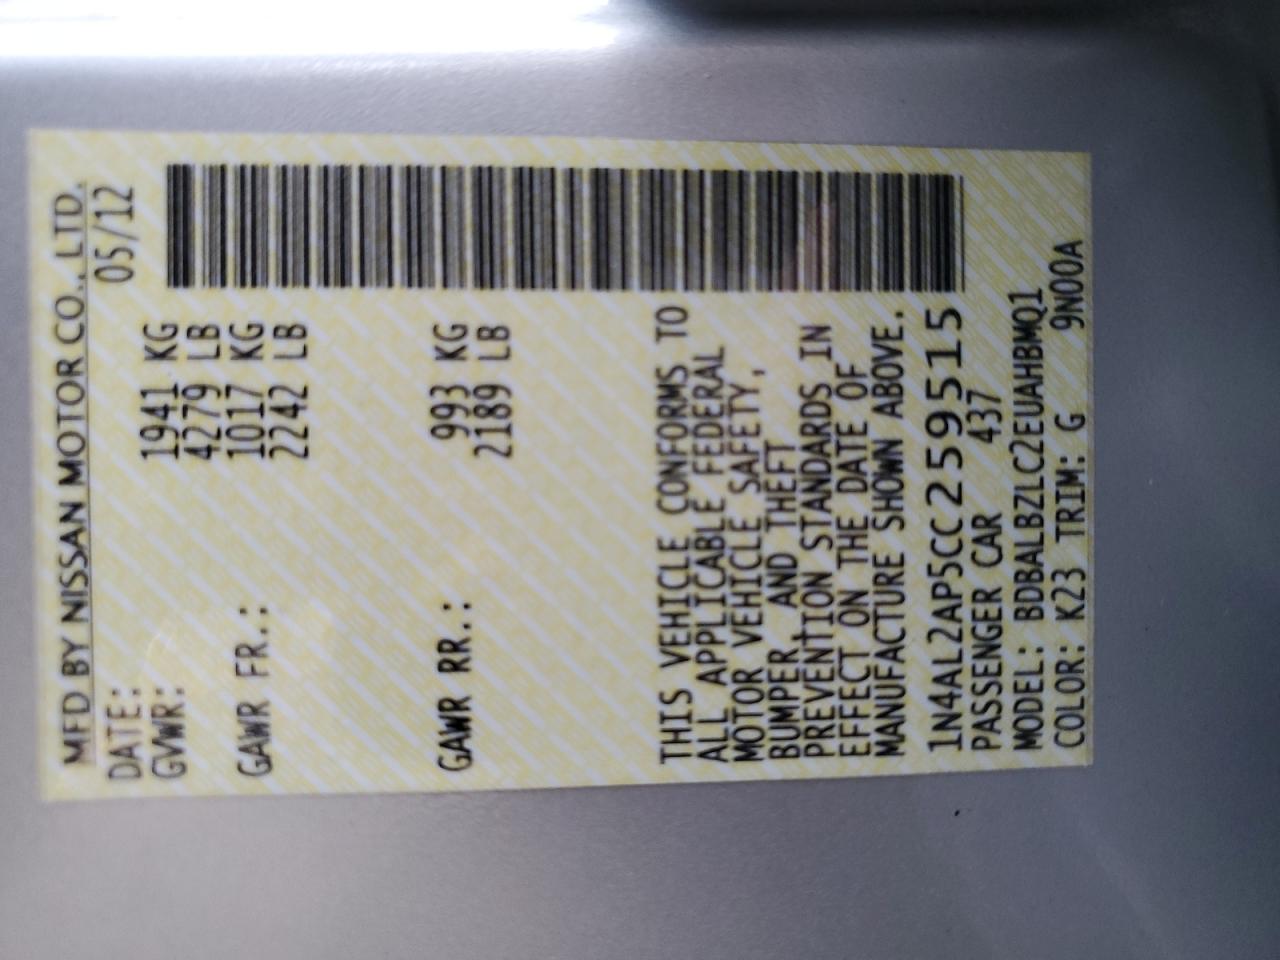 MFD BY NISSAN MOTOR CO., LTD.
DATE: 05/12
GVWR: 1941 KG
4279 LB
GAWR FR.: 1017 KG
2242 LB
GAWR RR.: 993 KG
2189 LB
THIS VEHICLE CONFORMS TO
ALL APPLICABLE FEDERAL
MOTOR VEHICLE SAFETY,
BUMPER, AND THEFT
PREVENTION STANDARDS IN
EFFECT ON THE DATE OF
MANUFACTURE SHOWN ABOVE.
1N4AL2AP5CC259515
PASSENGER CAR 437
MODEL: BDBALBZLC2EUAHBMQ1
COLOR: K23 TRIM: G 9N00A